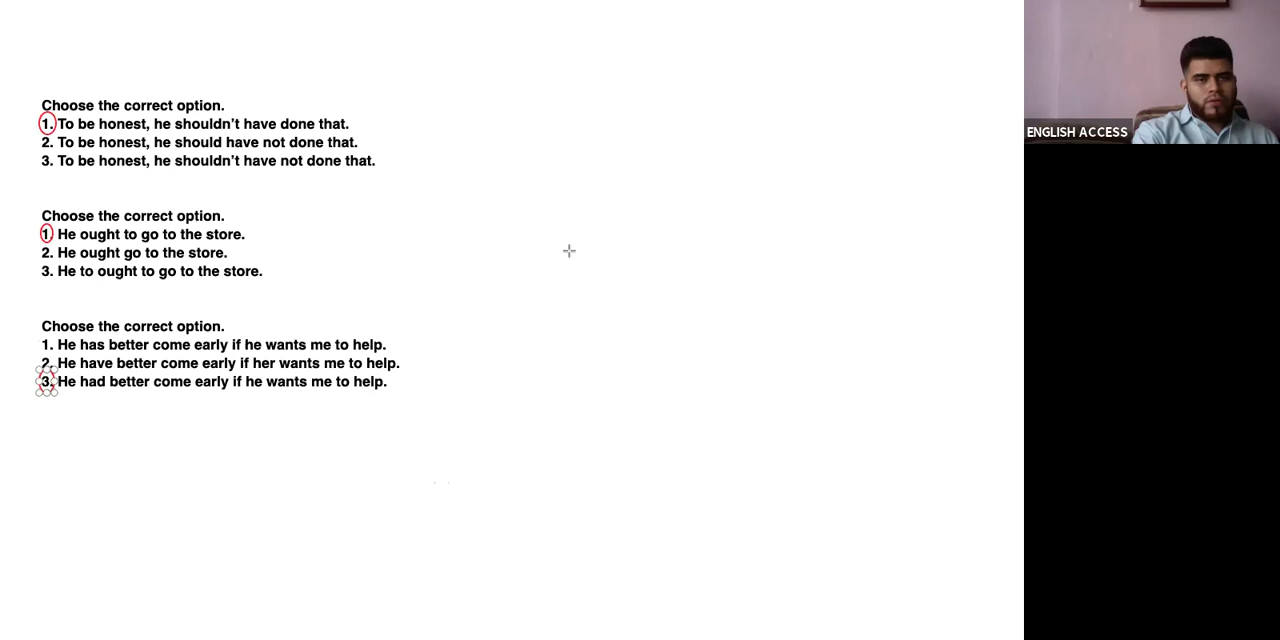 Choose the correct option.
1. To be honest, he shouldn't have done that.
2. To be honest, he should have not done that.
3. To be honest, he shouldn't have not done that.
Choose the correct option.
1. He ought to go to the store.
2. He ought go to the store.
3. He to ought to go to the store.
Choose the correct option.
1. He has better come early if he wants me to help.
2. He have better come early if her wants me to help.
3. He had better come early if he wants me to help.
ENGLISH ACCESS